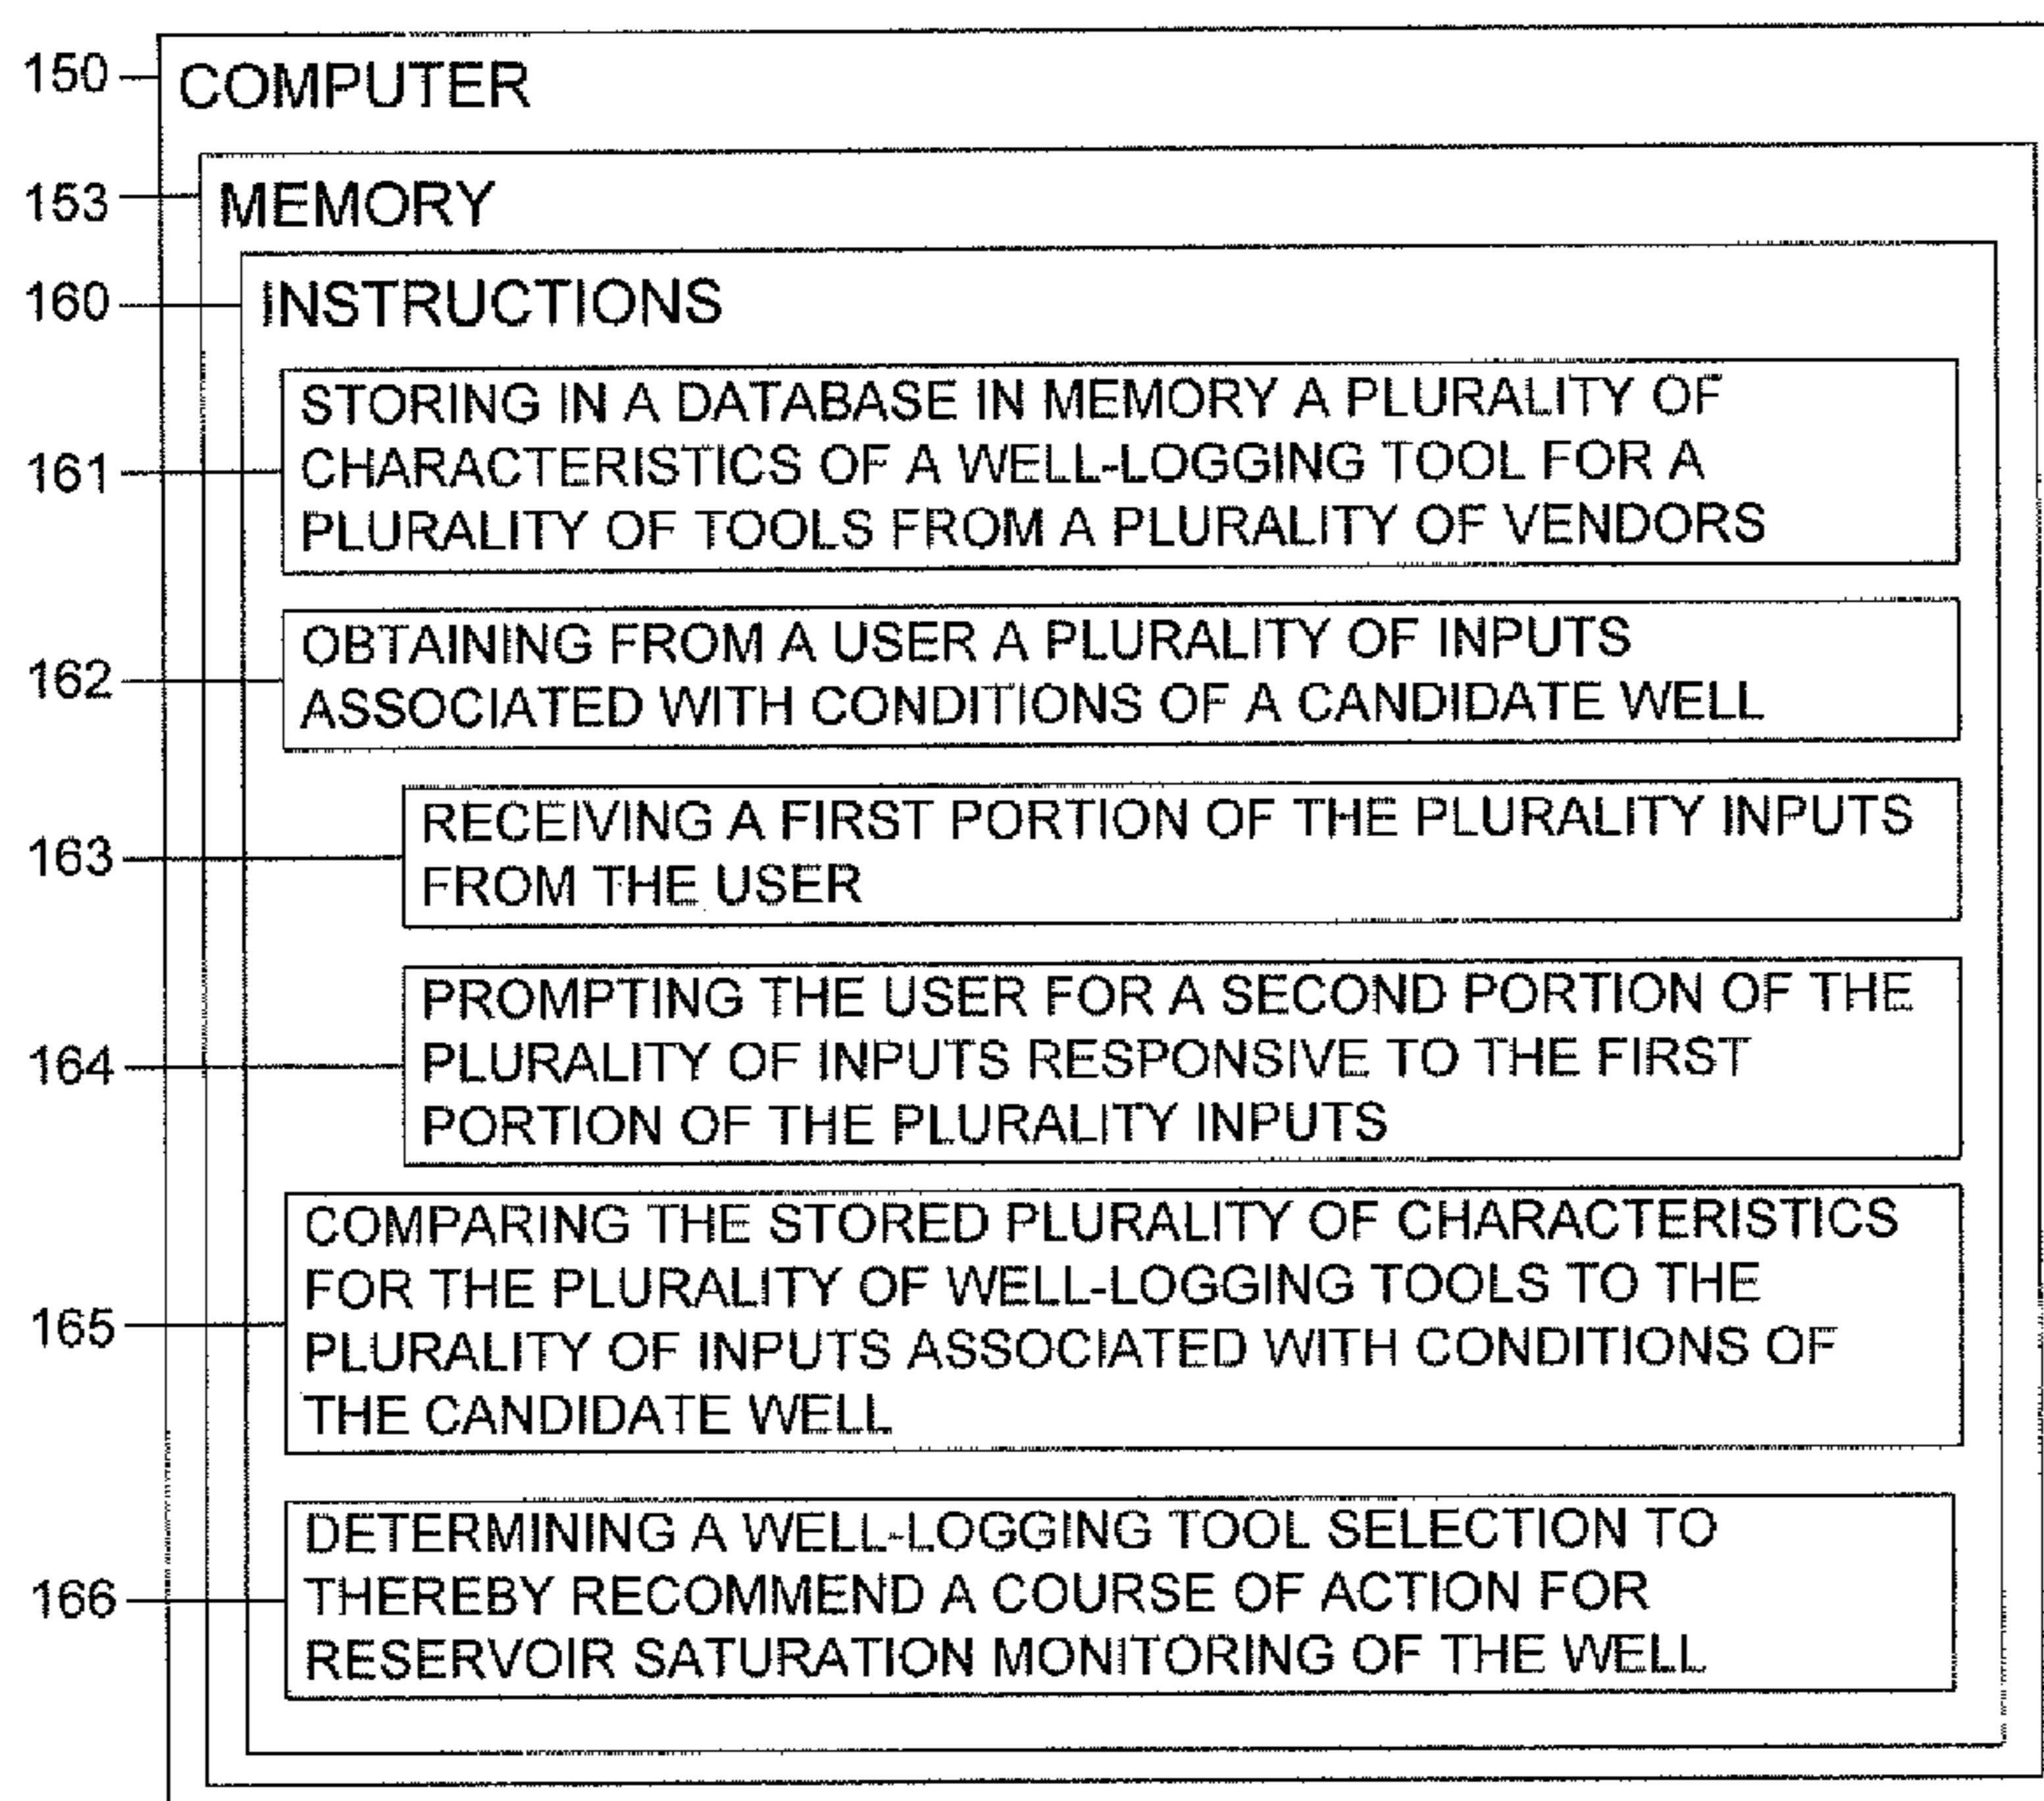 150 COMPUTER
153 MEMORY
160 INSTRUCTIONS
STORING IN A DATABASE IN MEMORY A PLURALITY OF
161 CHARACTERISTICS OF A WELL-LOGGING TOOL FOR A
PLURALITY OF TOOLS FROM A PLURALITY OF VENDORS
OBTAINING FROM A USER A PLURALITY OF INPUTS
162 ASSOCIATED WITH CONDITIONS OF A CANDIDATE WELL
RECEIVING A FIRST PORTION OF THE PLURALITY INPUTS
163 FROM THE USER
PROMPTING THE USER FOR A SECOND PORTION OF THE
164 PLURALITY OF INPUTS RESPONSIVE TO THE FIRST
PORTION OF THE PLURALITY INPUTS
COMPARING THE STORED PLURALITY OF CHARACTERISTICS
FOR THE PLURALITY OF WELL-LOGGING TOOLS TO THE
165 PLURALITY OF INPUTS ASSOCIATED WITH CONDITIONS OF
THE CANDIDATE WELL
DETERMINING A WELL-LOGGING TOOL SELECTION TO
166 THEREBY RECOMMEND A COURSE OF ACTION FOR
RESERVOIR SATURATION MONITORING OF THE WELL